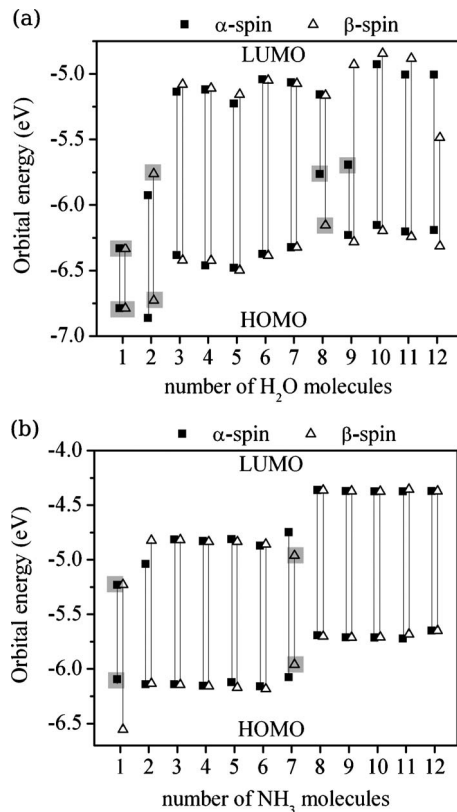 (a)
α-spin β-spin
LUMO
-5.0
-5.5
-6.0
-6.5
-7.0
Orbital energy (eV)
HOMO
1 2 3 4 5 6 7 8 9 10 11 12
number of H₂O molecules
(b)
α-spin β-spin
-4.0
LUMO
-4.5
-5.0
-5.5
-6.0
-6.5
Orbital energy (eV)
HOMO
1 2 3 4 5 6 7 8 9 10 11 12
number of NH₃ molecules